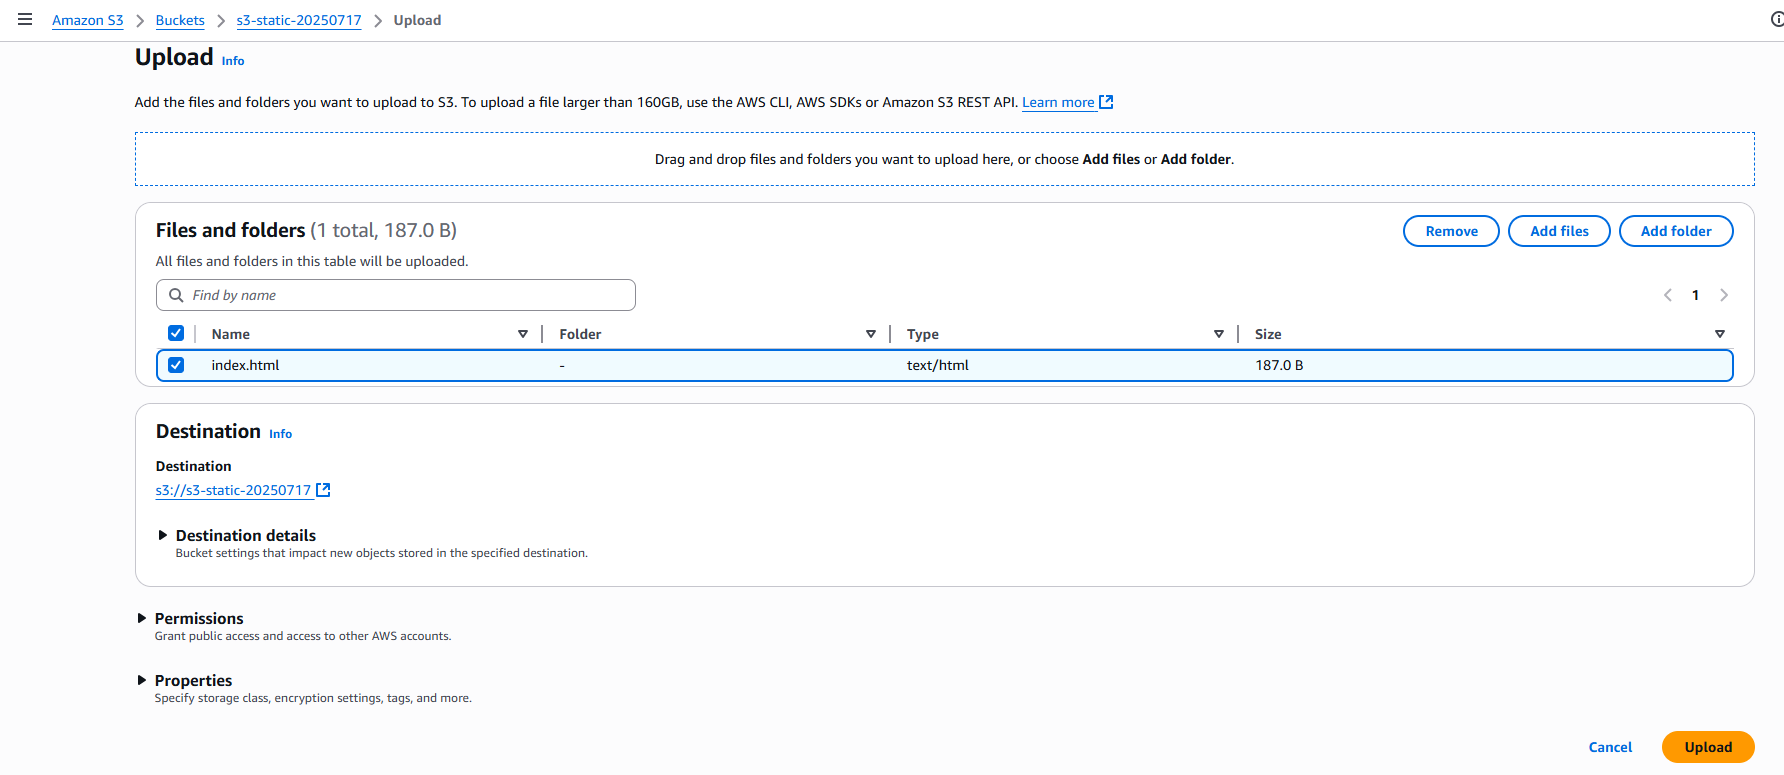 Amazon S3 > Buckets > s3-static-20250717 > Upload
Upload Info
Add the files and folders you want to upload to S3. To upload a file larger than 160GB, use the AWS CLI, AWS SDKs or Amazon S3 REST API. Learn more
Drag and drop files and folders you want to upload here, or choose Add files or Add folder.
Files and folders (1 total, 187.0 B)
Remove Add files Add folder
All files and folders in this table will be uploaded.
Find by name
< 1 >
Name Folder Type Size
index.html - text/html 187.0 B
Destination Info
Destination
s3://s3-static-20250717
Destination details
Bucket settings that impact new objects stored in the specified destination.
Permissions
Grant public access and access to other AWS accounts.
Properties
Specify storage class, encryption settings, tags, and more.
Cancel Upload